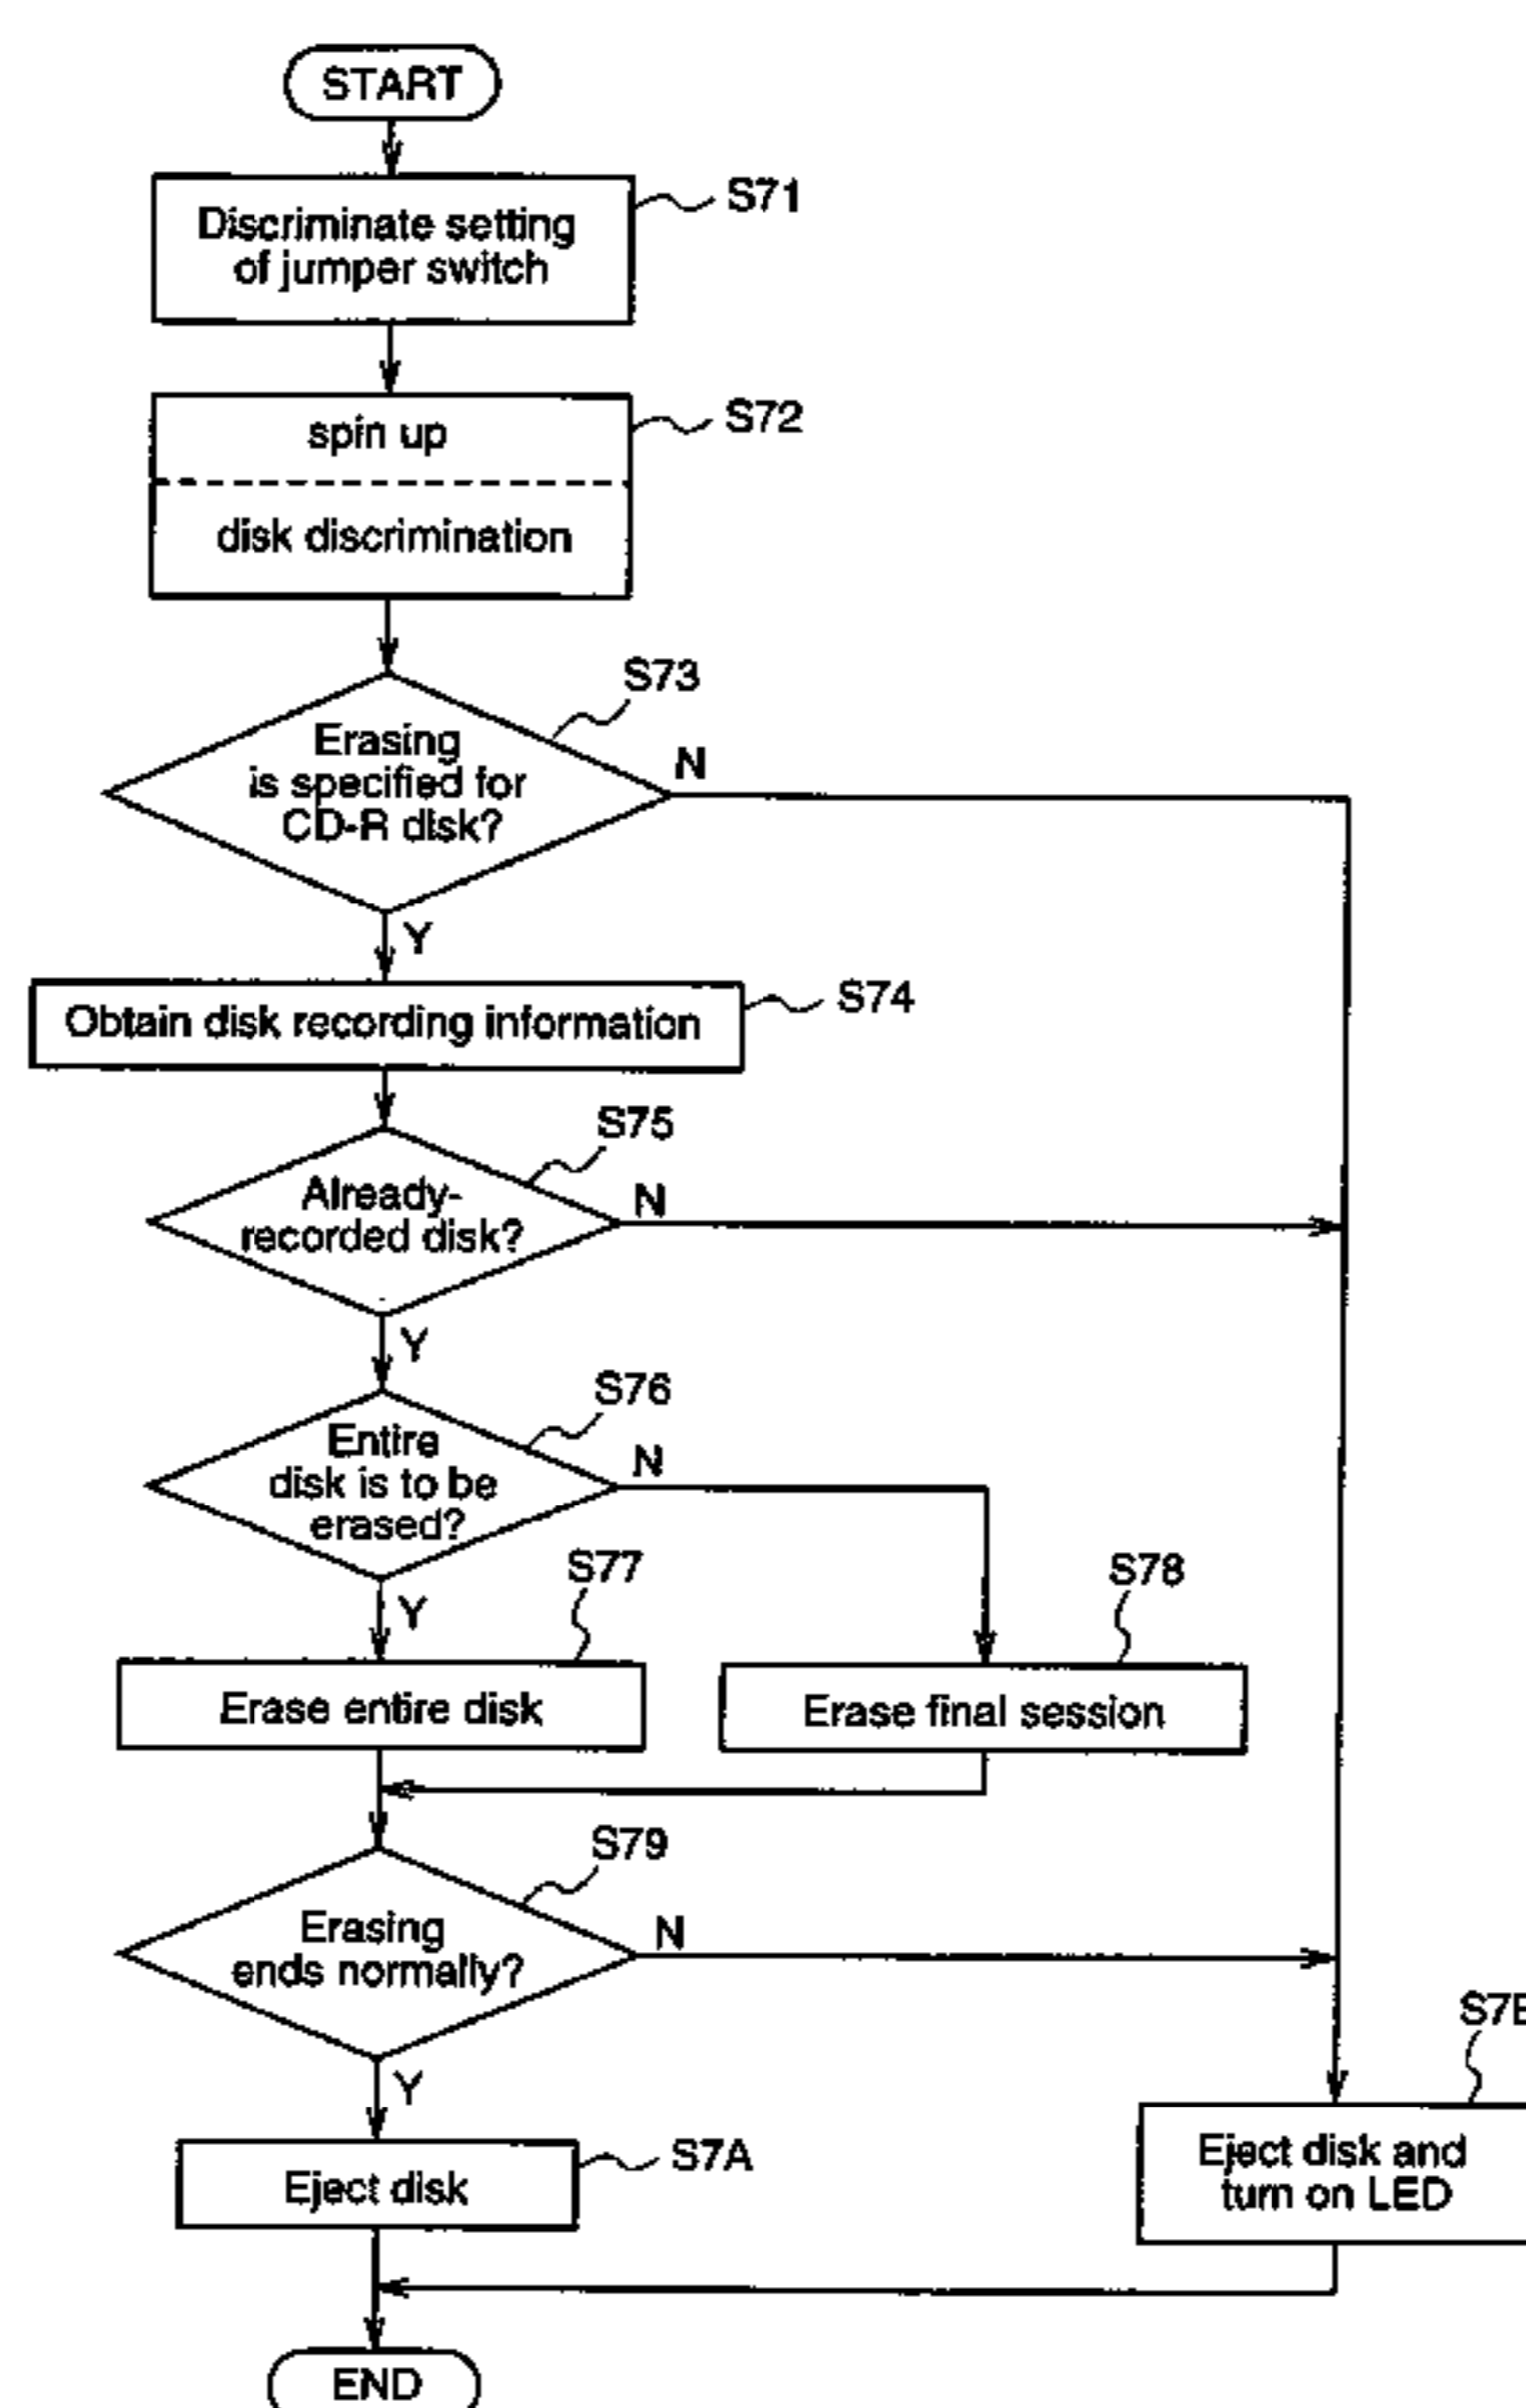 START
S71
Discriminate setting
of jumper switch
S72
spin up
disk discrimination
S73
Erasing
is specified for
CD-R disk?
N
Y
S74
Obtain disk recording information
S75
Already-
recorded disk?
N
Y
S76
Entire
disk is to be
erased?
N
Y
S77
S78
Erase entire disk
Erase final session
S79
Erasing
ends normally?
N
Y
S7A
Eject disk
Eject disk and
turn on LED
END